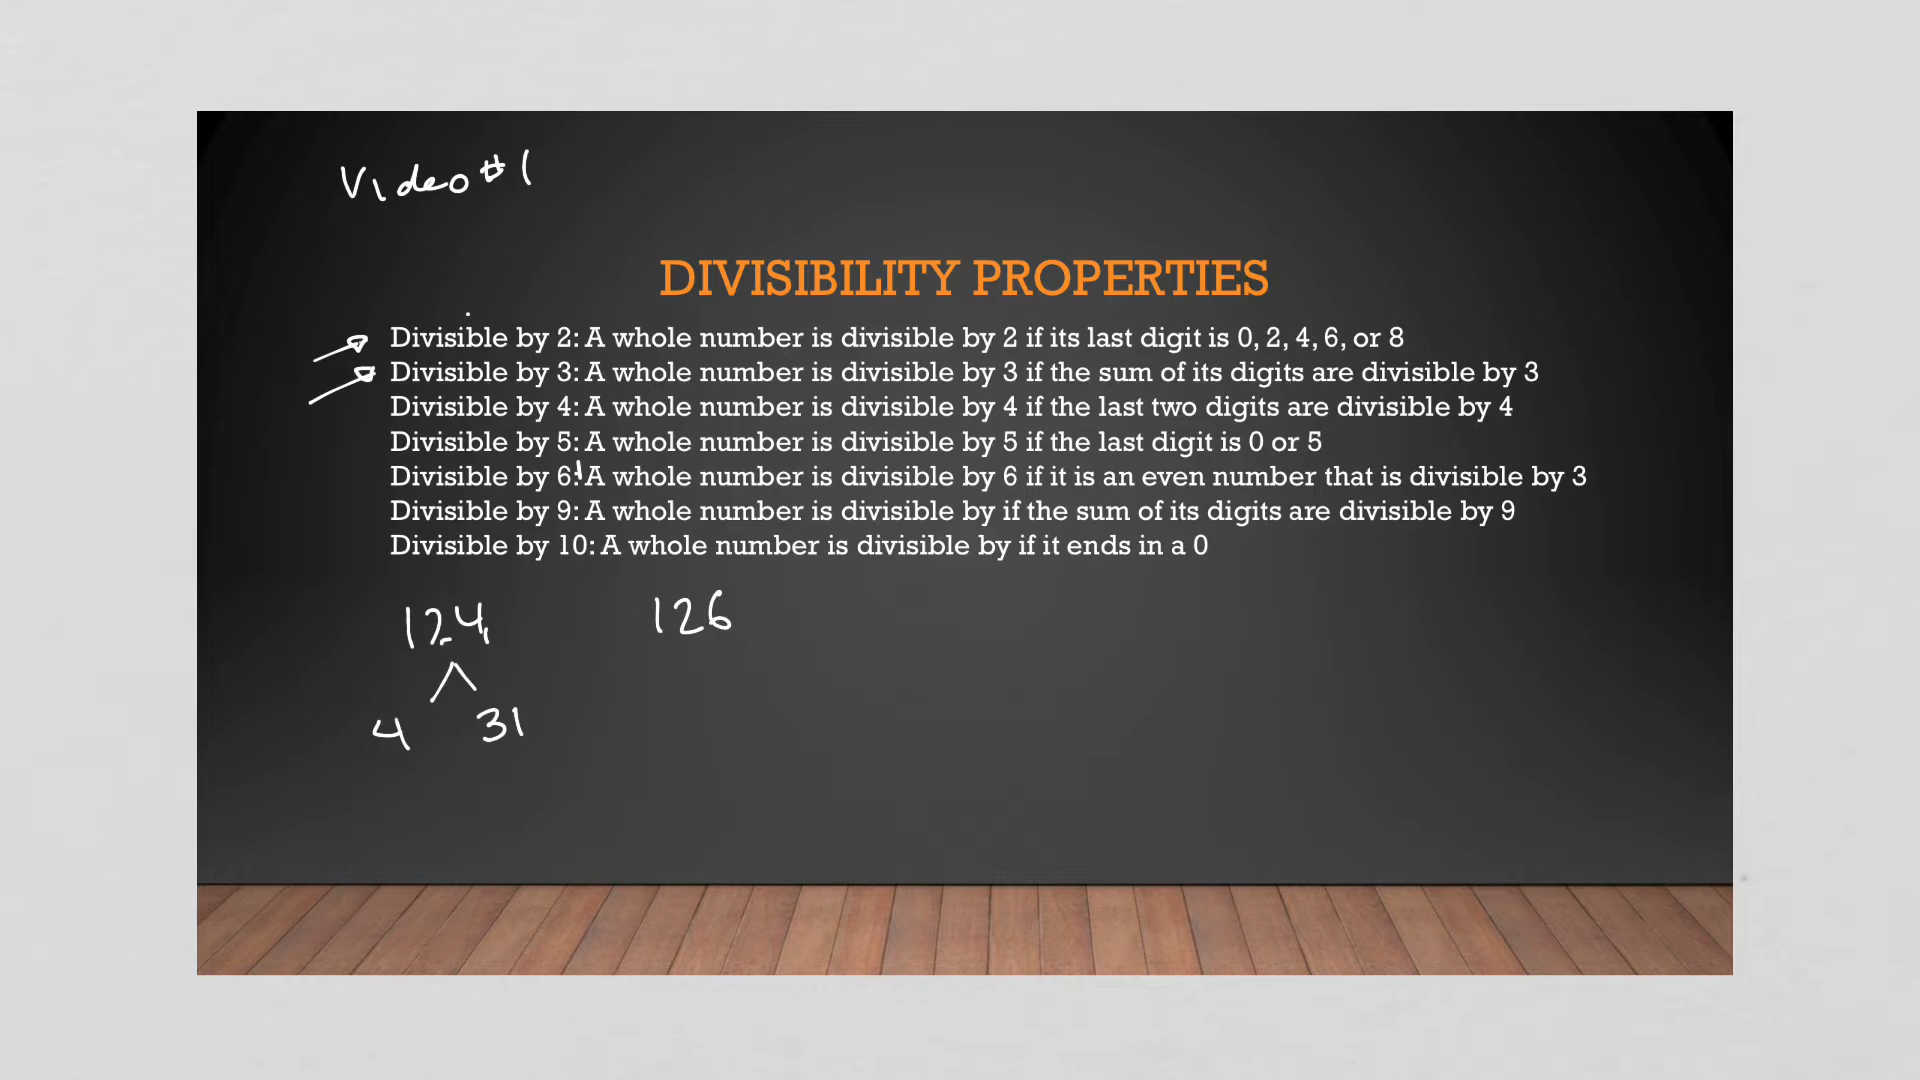 Video #1
DIVISIBILITY PROPERTIES
Divisible by 2: A whole number is divisible by 2 if its last digit is 0, 2, 4, 6, or 8
Divisible by 3: A whole number is divisible by 3 if the sum of its digits are divisible by 3
Divisible by 4: A whole number is divisible by 4 if the last two digits are divisible by 4
Divisible by 5: A whole number is divisible by 5 if the last digit is 0 or 5
Divisible by 6: A whole number is divisible by 6 if it is an even number that is divisible by 3
Divisible by 9: A whole number is divisible by if the sum of its digits are divisible by 9
Divisible by 10: A whole number is divisible by if it ends in a 0
124 126
4 31